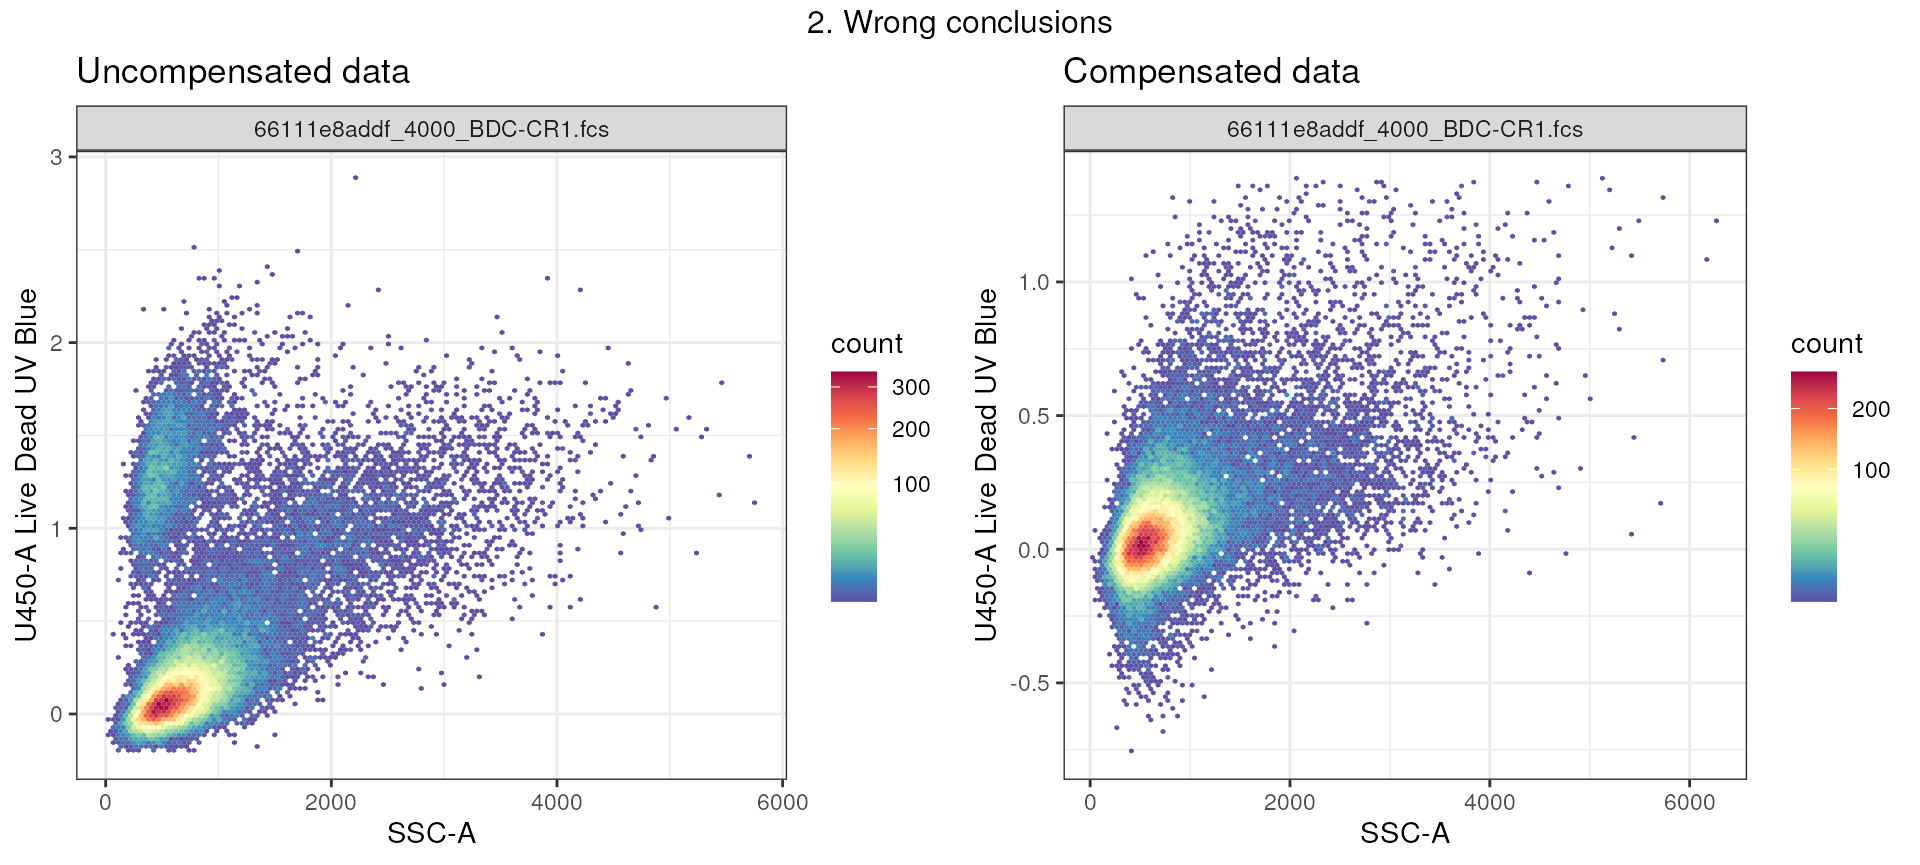 2. Wrong conclusions
Uncompensated data
66111e8addf_4000_BDC-CR1.fcs
U450-A Live Dead UV Blue
3
2
1
0
0
2000
4000
6000
SSC-A
count
300
200
100
Compensated data
66111e8addf_4000_BDC-CR1.fcs
U450-A Live Dead UV Blue
1.0
0.5
0.0
-0.5
0
2000
4000
6000
SSC-A
count
200
100